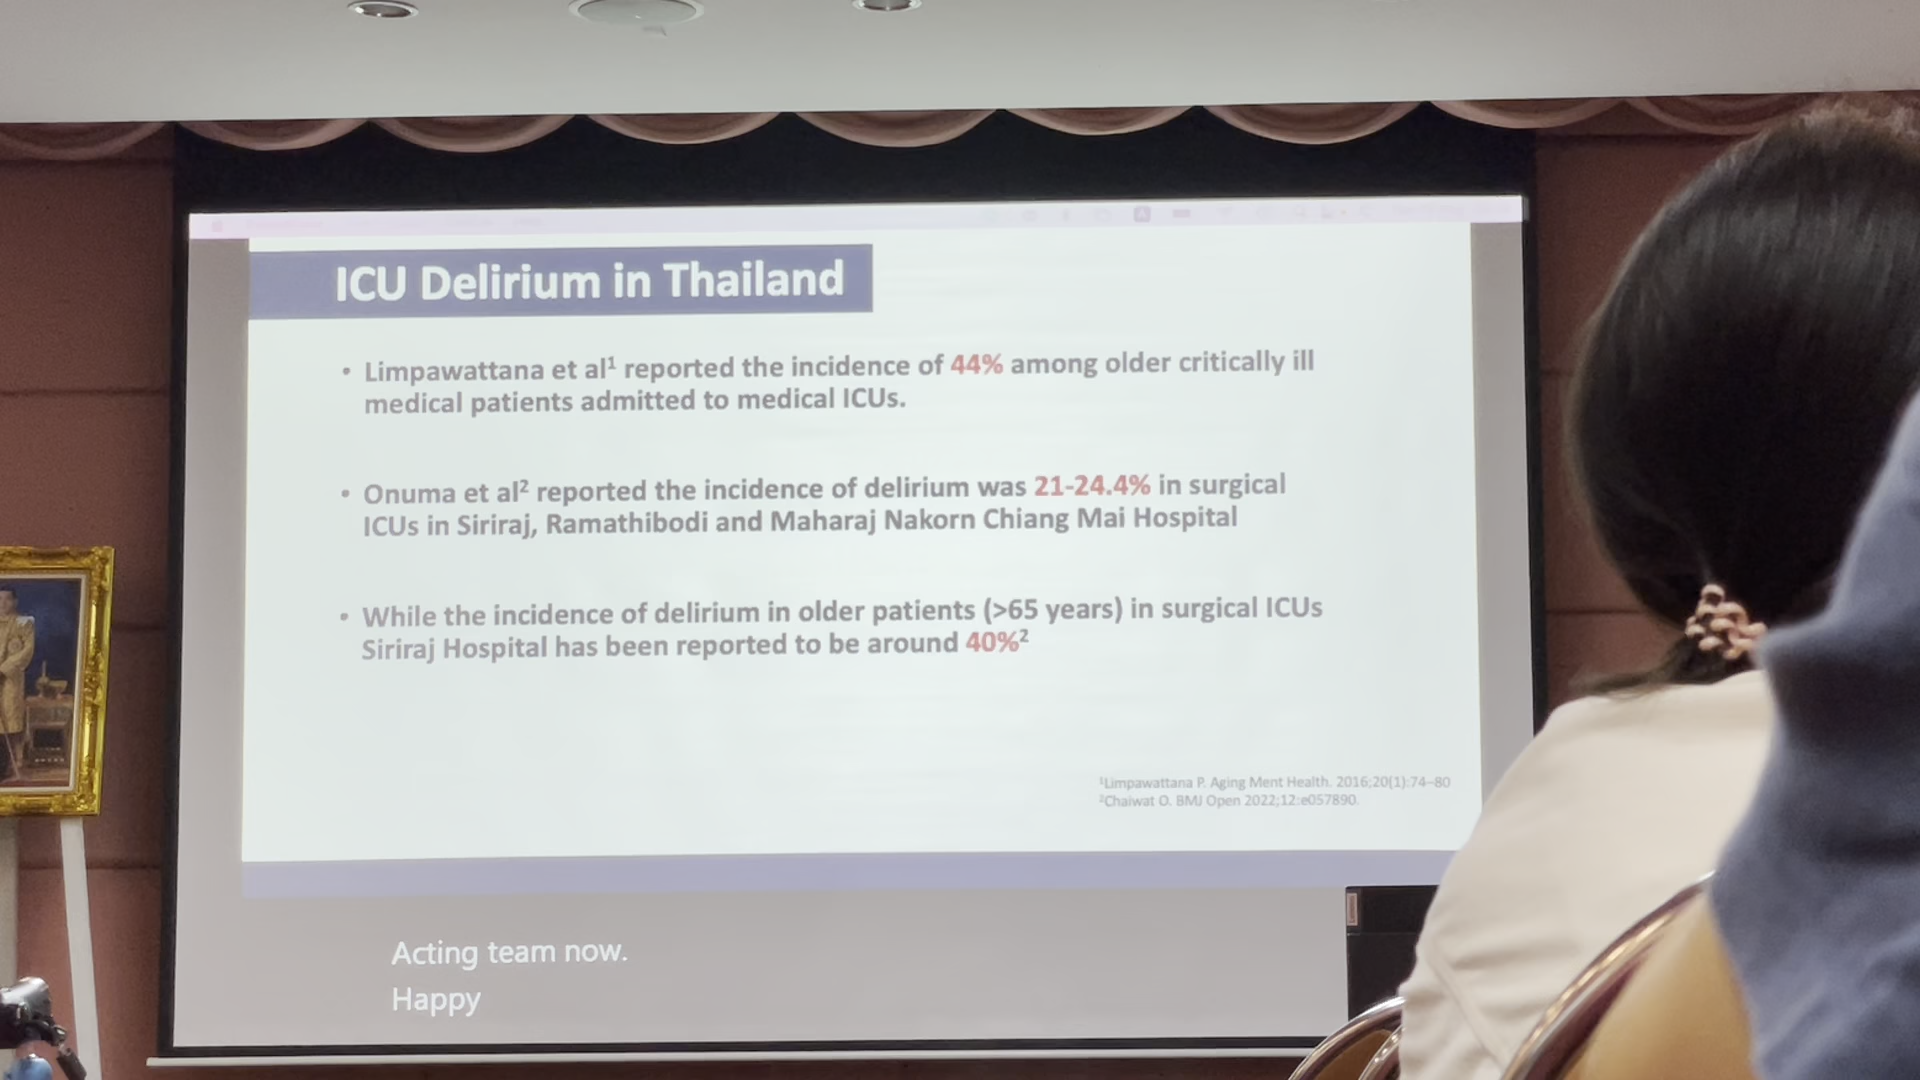 ICU Delirium in Thailand
• Limpawattana et al¹ reported the incidence of 44% among older critically ill
medical patients admitted to medical ICUs.
• Onuma et al² reported the incidence of delirium was 21-24.4% in surgical
ICUs in Siriraj, Ramathibodi and Maharaj Nakorn Chiang Mai Hospital
• While the incidence of delirium in older patients (>65 years) in surgical ICUs
Siriraj Hospital has been reported to be around 40%²
¹Limpawattana P. Aging Ment Health. 2016;20(1):74–80
²Chaiwat O. BMJ Open 2022;12:e057890.
Acting team now.
Happy